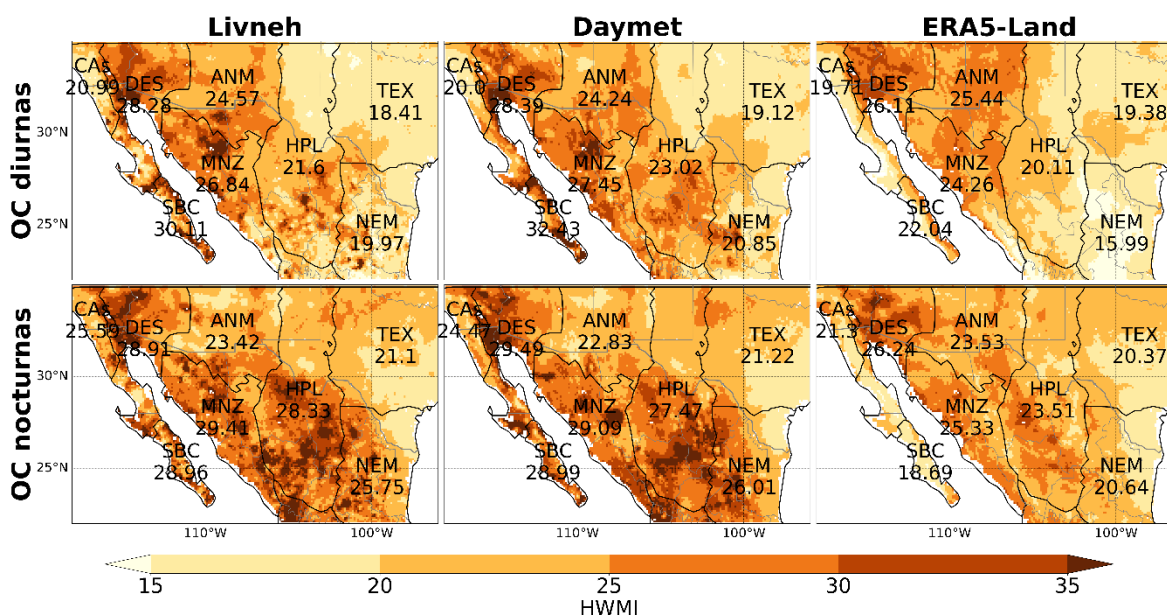 Livneh
Daymet
ERA5-Land
OC diurnas
CAs
20.99
DES
28.28
ANM
24.57
TEX
18.41
HPL
21.6
MNZ
26.84
SBC
30.11
NEM
19.97
30°N
25°N
CAs
20.0
DES
28.39
ANM
24.24
TEX
19.12
HPL
23.02
MNZ
27.45
SBC
32.43
NEM
20.85
CAs
19.71
DES
26.11
ANM
25.44
TEX
19.38
HPL
20.11
MNZ
24.26
SBC
22.04
NEM
15.99
OC nocturnas
CAs
25.59
DES
28.91
ANM
23.42
TEX
21.1
HPL
28.33
MNZ
29.41
SBC
28.96
NEM
25.75
30°N
25°N
110°W
100°W
CAs
24.47
DES
29.49
ANM
22.83
TEX
21.22
HPL
27.47
MNZ
29.09
SBC
28.99
NEM
26.01
110°W
100°W
CAs
21.3
DES
26.24
ANM
23.53
TEX
20.37
HPL
23.51
MNZ
25.33
SBC
18.69
NEM
20.64
110°W
100°W
15
20
25
30
35
HWMI